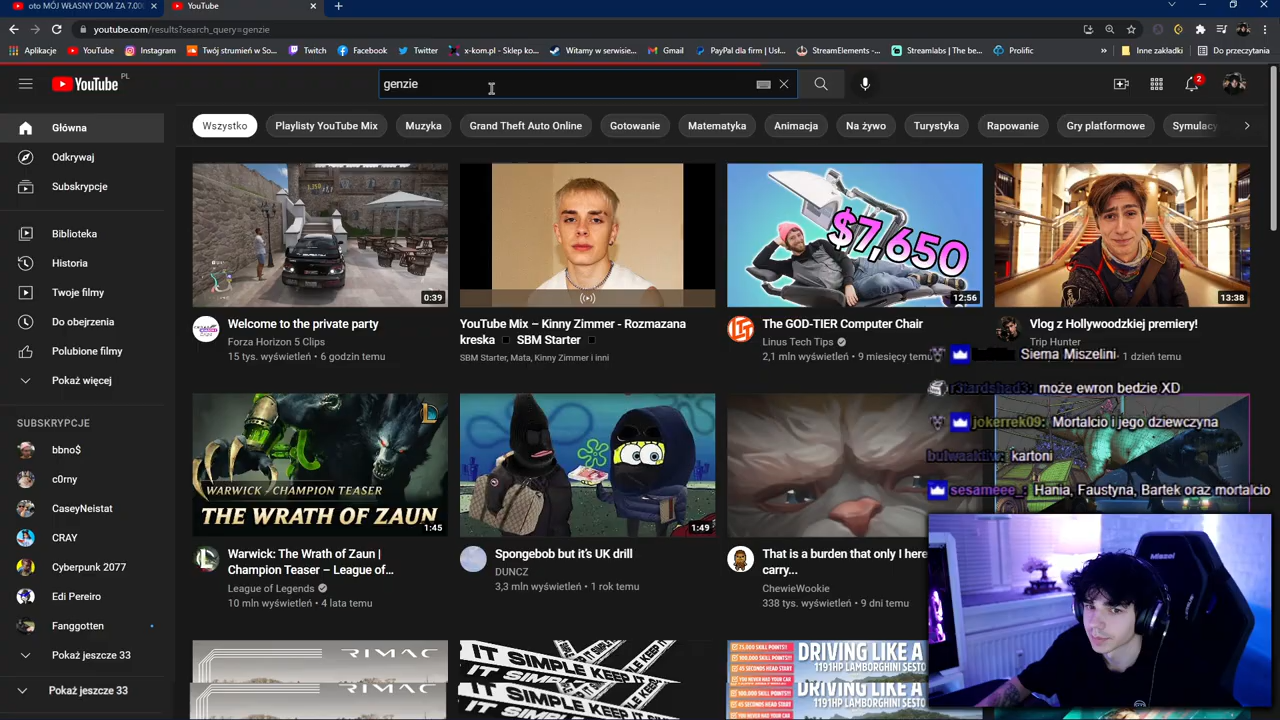 oto MÓJ WŁASNY DOM ZA 7.00
YouTube
youtube.com/results?search_query=genzie
Aplikacje YouTube Instagram Twój strumień w So... Twitch Facebook Twitter x-kom.pl - Sklep ko... Witamy w serwisie... Gmail PayPal dla firm | Usł... StreamElements -... Streamlabs | The be... Prolific » Inne zakładki Do przeczytania
YouTube PL
genzie
2
Wszystko Playlisty YouTube Mix Muzyka Grand Theft Auto Online Gotowanie Matematyka Animacja Na żywo Turystyka Rapowanie Gry platformowe Symulacj
Główna
Odkrywaj
Subskrypcje
Biblioteka
Historia
Twoje filmy
Do obejrzenia
Polubione filmy
Pokaż więcej
SUBSKRYPCJE
bbno$
c0rny
CaseyNeistat
CRAY
Cyberpunk 2077
Edi Pereiro
Fanggotten
Pokaż jeszcze 33
Pokaż jeszcze 33
0:39
Welcome to the private party
Forza Horizon 5 Clips
15 tys. wyświetleń • 6 godzin temu
YouTube Mix – Kinny Zimmer - Rozmazana
kreska SBM Starter
SBM Starter, Mata, Kinny Zimmer i inni
$7,650
12:56
The GOD-TIER Computer Chair
Linus Tech Tips
2,1 mln wyświetleń • 9 miesięcy temu
13:38
Vlog z Hollywoodzkiej premiery!
Trip Hunter
1 dzień temu
WARWICK - CHAMPION TEASER
THE WRATH OF ZAUN
1:45
Warwick: The Wrath of Zaun |
Champion Teaser – League of...
League of Legends
10 mln wyświetleń • 4 lata temu
1:49
Spongebob but it's UK drill
DUNCZ
3,3 mln wyświetleń • 1 rok temu
That is a burden that only I here
carry...
ChewieWookie
338 tys. wyświetleń • 9 dni temu
Siema Miszelini
r3tardshad3: może ewron bedzie XD
jokerrek09: Mortalcio i jego dziewczyna
bulwaaktiw: kartoni
sesameee_: Hania, Faustyna, Bartek oraz mortalcio
RIMAC
RIMAC
IT SIMPLE KEEP IT
DRIVING LIKE A
1191HP LAMBORGHINI SESTO
DRIVING LIKE A
1191HP LAMBORGHINI SESTO